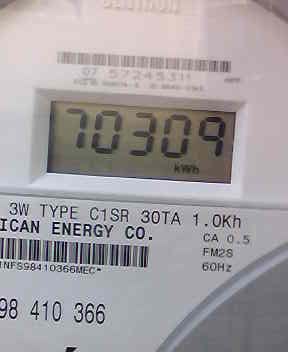 07 57245311
70309
kWh
3W TYPE C1SR 30TA 1.0Kh
ICAN ENERGY CO.
CA 0.5
FM2S
60Hz
INFS98410366MEC*
98 410 366